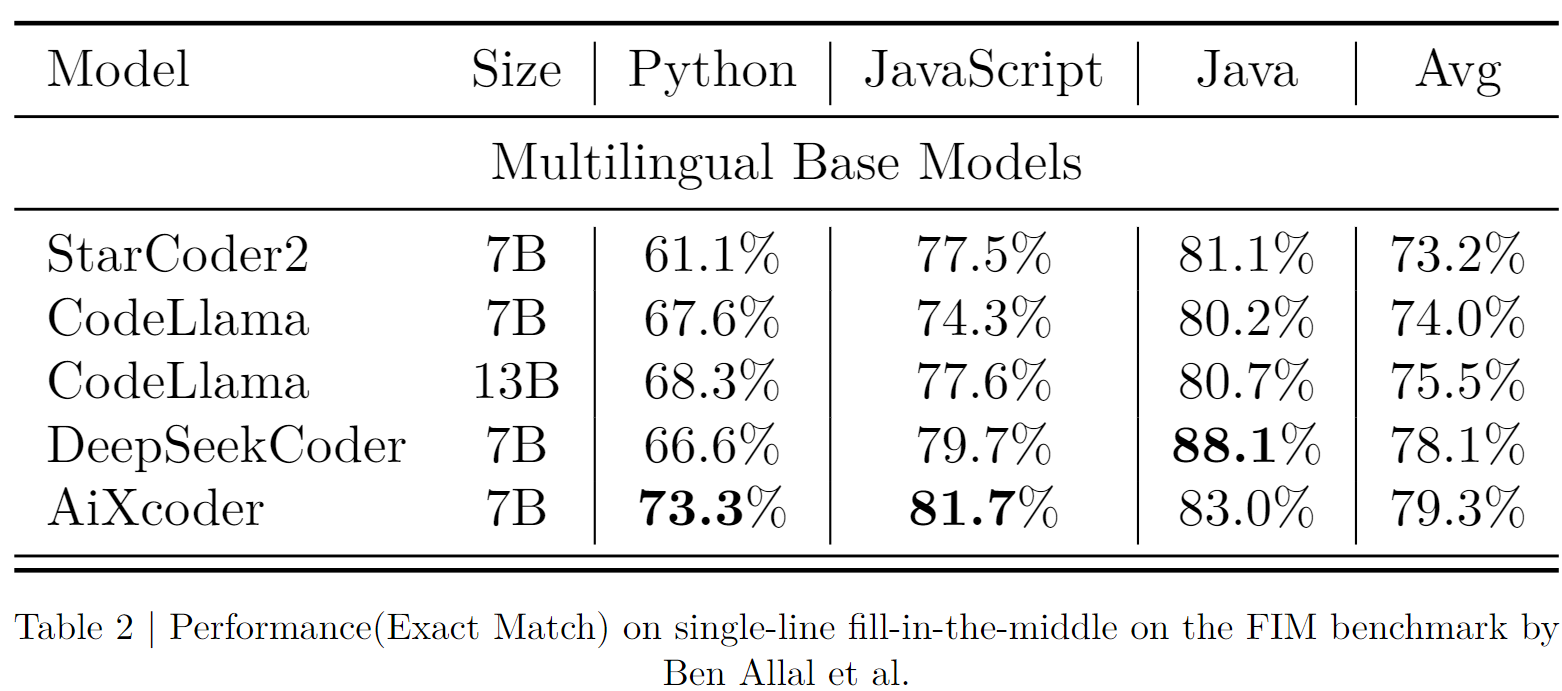 Model Size Python JavaScript Java Avg
Multilingual Base Models
StarCoder2 7B 61.1% 77.5% 81.1% 73.2%
CodeLlama 7B 67.6% 74.3% 80.2% 74.0%
CodeLlama 13B 68.3% 77.6% 80.7% 75.5%
DeepSeekCoder 7B 66.6% 79.7% 88.1% 78.1%
AiXcoder 7B 73.3% 81.7% 83.0% 79.3%
Table 2 | Performance(Exact Match) on single-line fill-in-the-middle on the FIM benchmark by
Ben Allal et al.